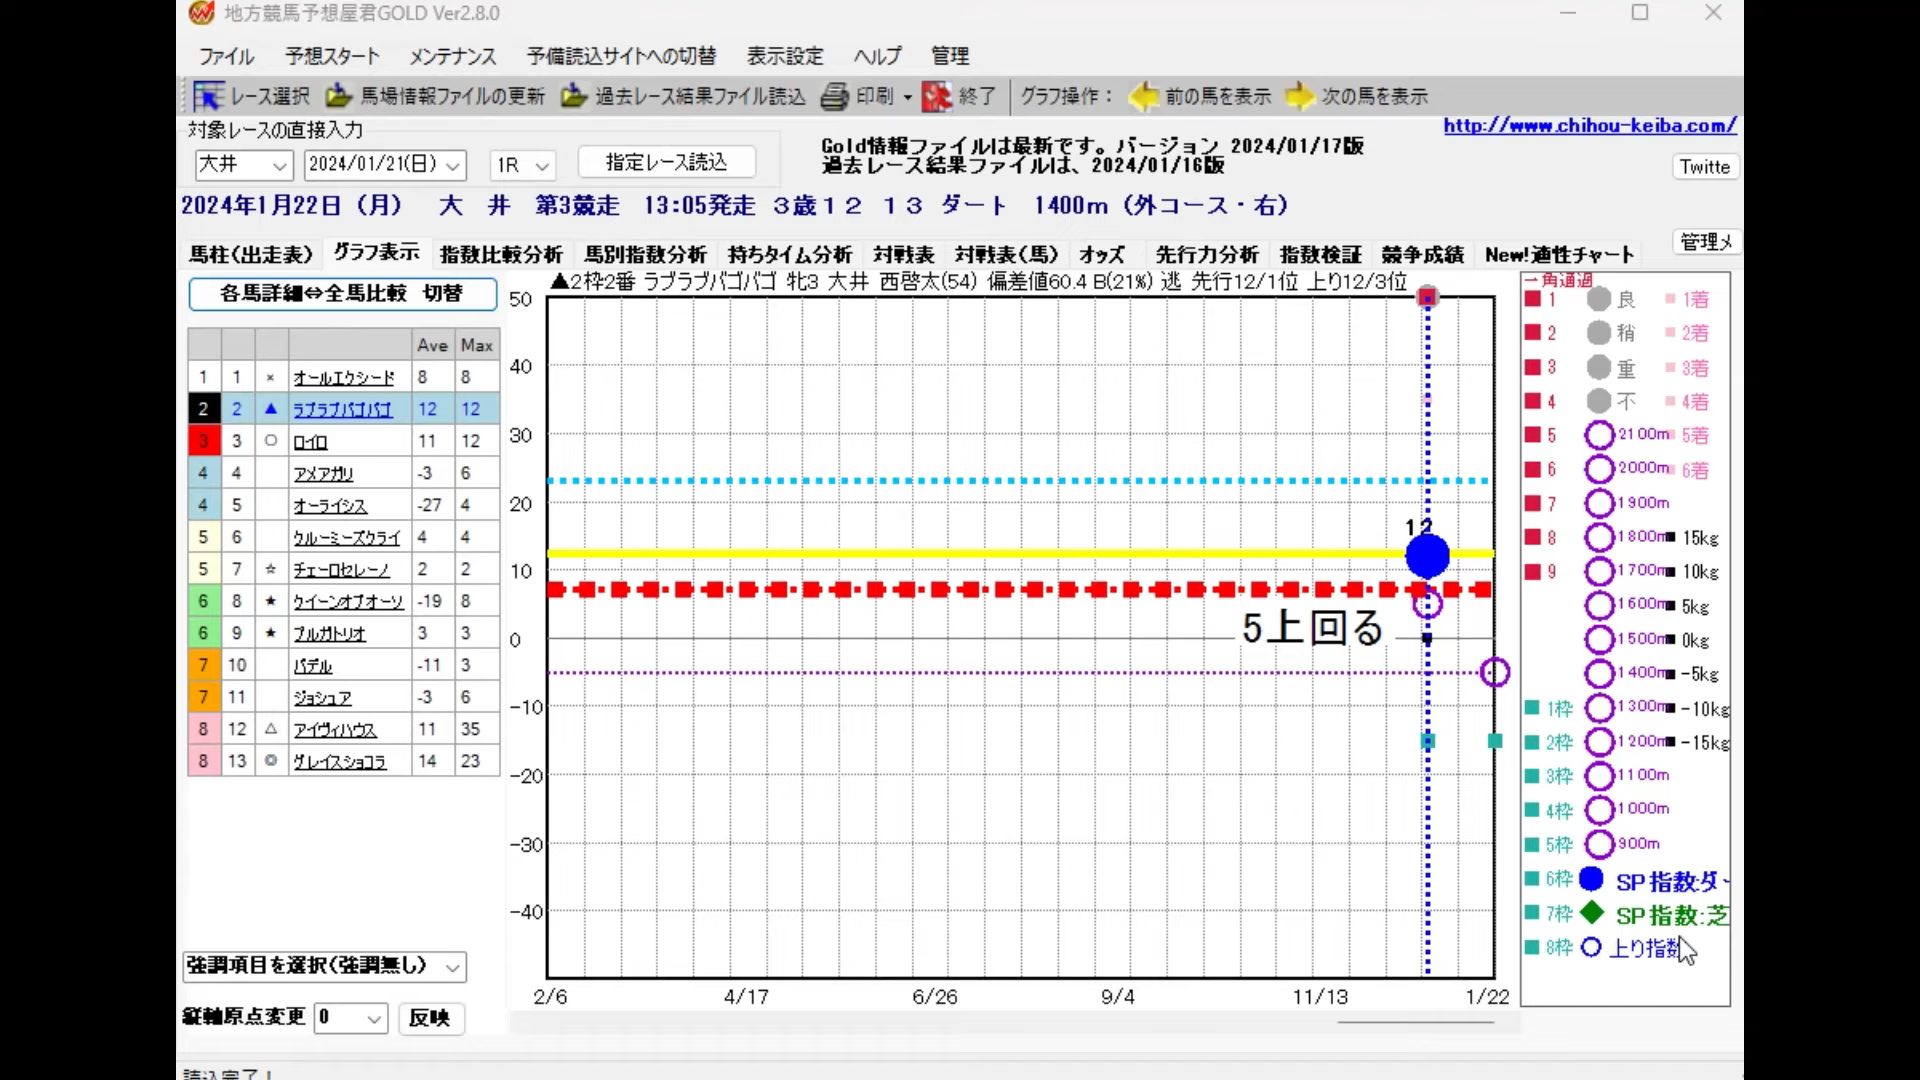 地方競馬予想屋君GOLD Ver2.8.0
ファイル 予想スタート メンテナンス 予備読込サイトへの切替 表示設定 ヘルプ 管理
レース選択 馬場情報ファイルの更新 過去レース結果ファイル読込 印刷 終了 グラフ操作： 前の馬を表示 次の馬を表示
対象レースの直接入力
大井 2024/01/21(日) 1R 指定レース読込
Gold情報ファイルは最新です。バージョン 2024/01/17版
過去レース結果ファイルは、2024/01/16版
http://www.chihou-keiba.com/
Twitte
2024年1月22日（月） 大 井 第3競走 13:05発走 ３歳１２ １３ ダート 1400m（外コース・右）
管理メ
馬柱(出走表) グラフ表示 指数比較分析 馬別指数分析 持ちタイム分析 対戦表 対戦表(馬) オッズ 先行力分析 指数検証 競争成績 New!適性チャート
各馬詳細⇔全馬比較 切替
▲2枠2番 ラブラブパゴパゴ 牝3 大井 西啓太(54) 偏差値60.4 B(21%) 逃 先行12/1位 上り12/3位
Ave Max
1 1 × オールエクシード 8 8
2 2 ▲ ラブラブパゴパゴ 12 12
3 3 ○ ロイロ 11 12
4 4 アメアガリ -3 6
4 5 オーライシス -27 4
5 6 クルーミーズクライ 4 4
5 7 ☆ チェーロセレーノ 2 2
6 8 ★ クイーンオブオーソ -19 8
6 9 ★ プルガトリオ 3 3
7 10 パデル -11 3
7 11 ジョシュア -3 6
8 12 △ アイヴィハウス 11 35
8 13 ◎ グレイスショコラ 14 23
強調項目を選択(強調無し)
縦軸原点変更 0 反映
50
40
30
20
10
0
-10
-20
-30
-40
12
5上回る
2/6 4/17 6/26 9/4 11/13 1/22
一角通過
1 良 1着
2 稍 2着
3 重 3着
4 不 4着
5 2100m 5着
6 2000m 6着
7 1900m
8 1800m 15kg
9 1700m 10kg
1600m 5kg
1500m 0kg
1400m -5kg
1枠 1300m -10kg
2枠 1200m -15kg
3枠 1100m
4枠 1000m
5枠 900m
6枠 SP指数:ダ
7枠 SP指数:芝
8枠 上り指数
読込完了！